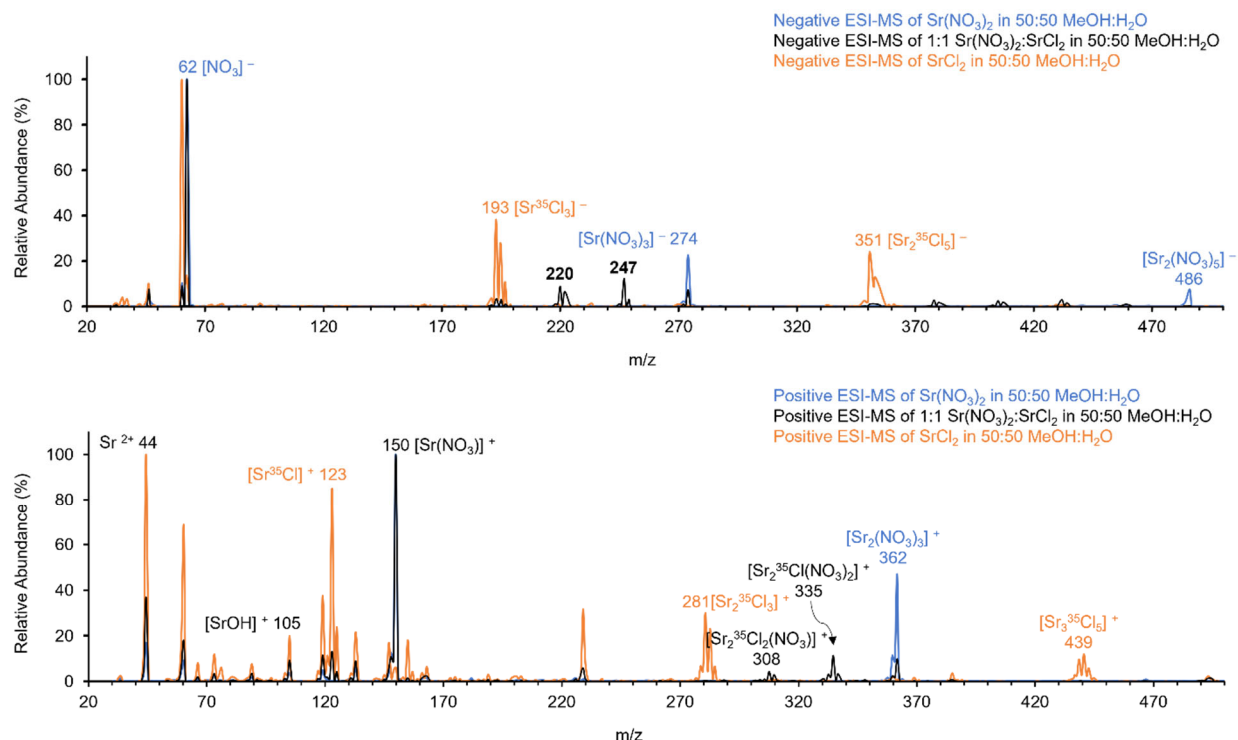 Negative ESI-MS of Sr(NO₃)₂ in 50:50 MeOH:H₂O
Negative ESI-MS of 1:1 Sr(NO₃)₂:SrCl₂ in 50:50 MeOH:H₂O
Negative ESI-MS of SrCl₂ in 50:50 MeOH:H₂O
Relative Abundance (%)
100
80
60
40
20
0
62 [NO₃]⁻
193 [Sr³⁵Cl₃]⁻
220
247
[Sr(NO₃)₃]⁻ 274
351 [Sr₂³⁵Cl₅]⁻
[Sr₂(NO₃)₅]⁻
486
20 70 120 170 220 270 320 370 420 470
m/z
Positive ESI-MS of Sr(NO₃)₂ in 50:50 MeOH:H₂O
Positive ESI-MS of 1:1 Sr(NO₃)₂:SrCl₂ in 50:50 MeOH:H₂O
Positive ESI-MS of SrCl₂ in 50:50 MeOH:H₂O
Relative Abundance (%)
100
80
60
40
20
0
Sr ²⁺ 44
[SrOH] ⁺ 105
[Sr³⁵Cl] ⁺ 123
150 [Sr(NO₃)] ⁺
281[Sr₂³⁵Cl₃] ⁺
[Sr₂³⁵Cl₂(NO₃)] ⁺
308
[Sr₂³⁵Cl(NO₃)₂] ⁺
335
[Sr₂(NO₃)₃] ⁺
362
[Sr₃³⁵Cl₅] ⁺
439
20 70 120 170 220 270 320 370 420 470
m/z